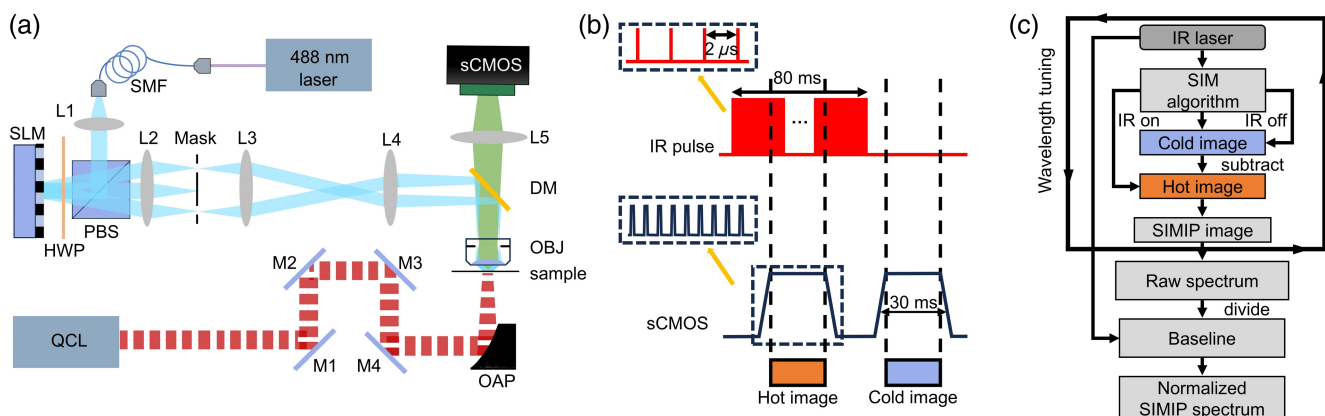 (a)
488 nm
laser
SMF
sCMOS
L1
SLM
L2
Mask
L3
L4
L5
DM
HWP
PBS
OBJ
sample
M2
M3
QCL
M1
M4
OAP
(b)
2 μs
80 ms
...
IR pulse
30 ms
sCMOS
Hot image
Cold image
(c)
Wavelength tuning
IR laser
SIM
algorithm
IR on
IR off
Cold image
subtract
Hot image
SIMIP image
Raw spectrum
divide
Baseline
Normalized
SIMIP spectrum